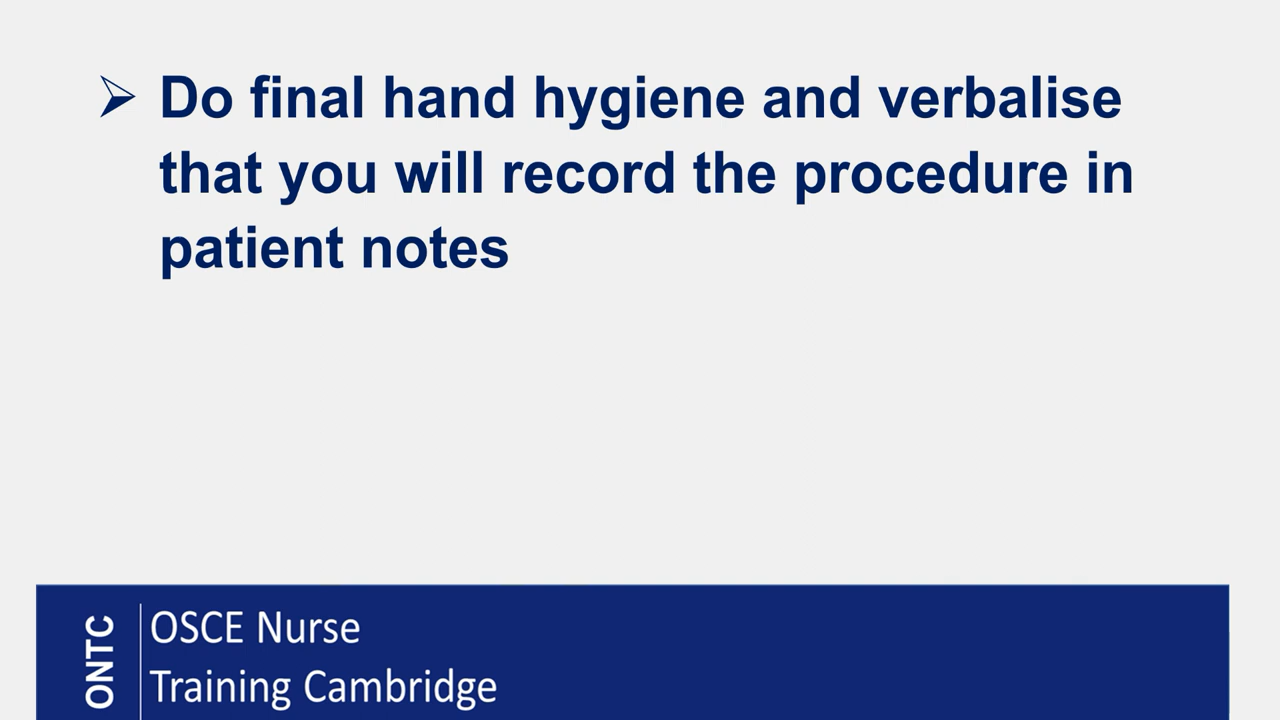 ➢ Do final hand hygiene and verbalise
that you will record the procedure in
patient notes
ONTC
OSCE Nurse
Training Cambridge